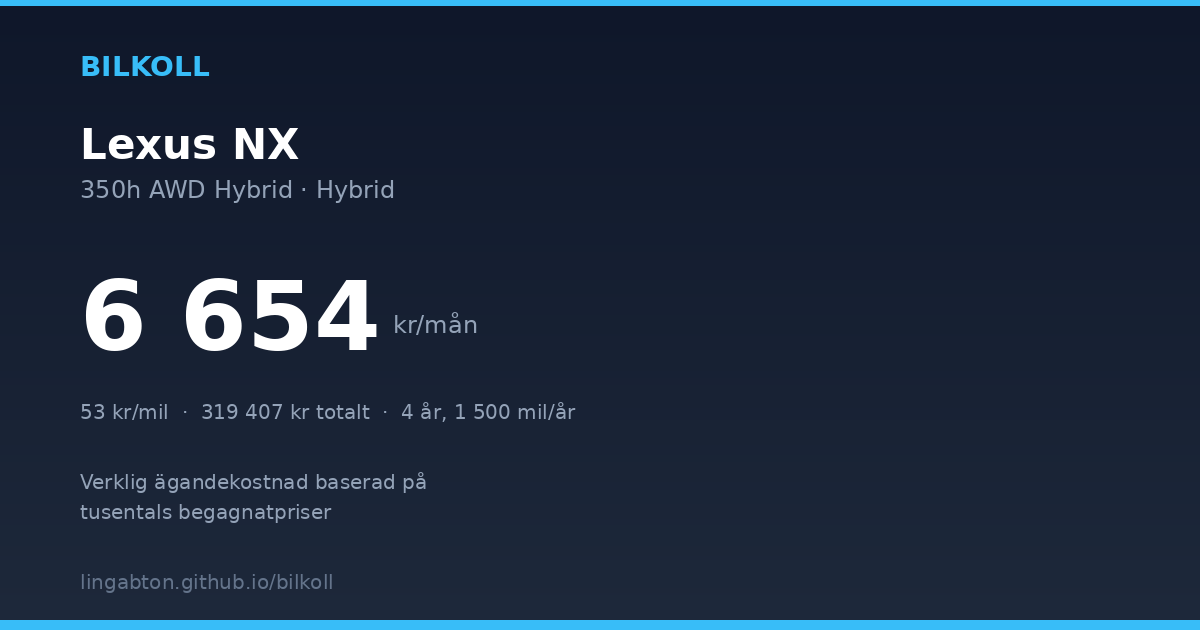 BILKOLL
Lexus NX
350h AWD Hybrid · Hybrid
6 654 kr/mån
53 kr/mil · 319 407 kr totalt · 4 år, 1 500 mil/år
Verklig ägandekostnad baserad på
tusentals begagnatpriser
lingabton.github.io/bilkoll